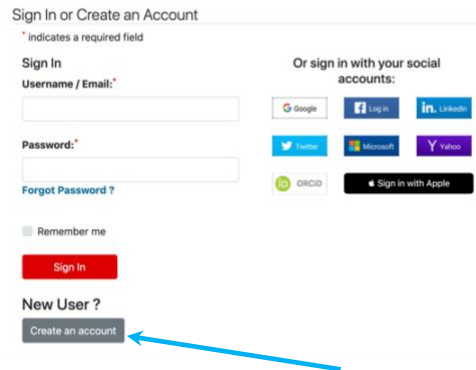 Sign In or Create an Account
* indicates a required field
Sign In
Username / Email:*
Password:*
Forgot Password ?
Remember me
Sign In
New User ?
Create an account
Or sign in with your social
accounts:
Google
Log in
in. LinkedIn
Twitter
Microsoft
Y Yahoo
iD ORCiD
Sign in with Apple